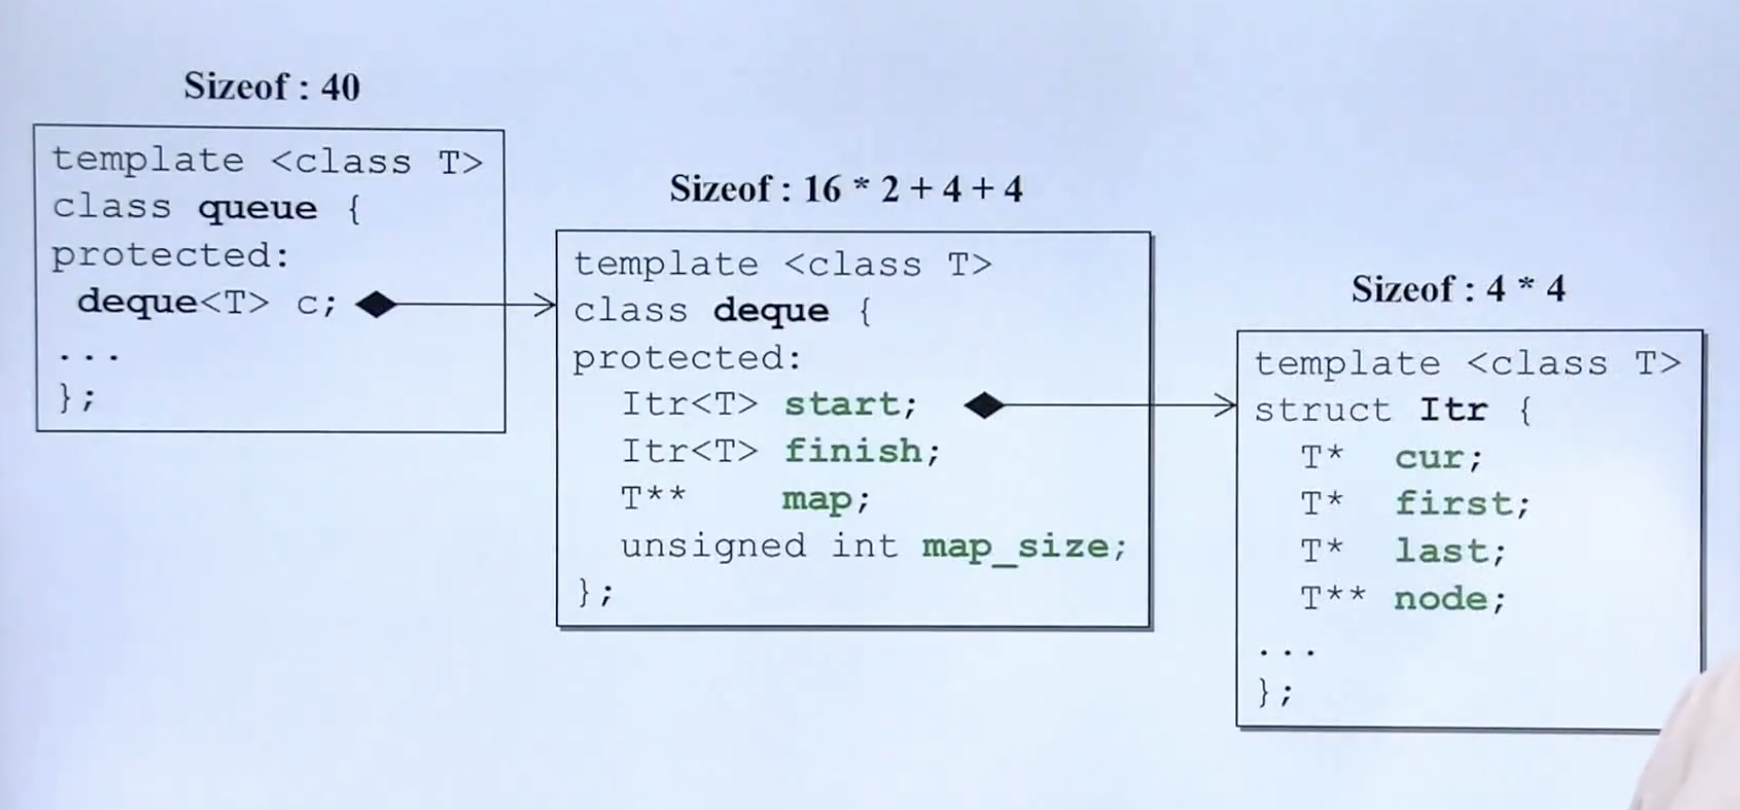 Sizeof : 40
template <class T>
class queue {
protected:
deque<T> c;
...
};
Sizeof : 16 * 2 + 4 + 4
template <class T>
class deque {
protected:
Itr<T> start;
Itr<T> finish;
T** map;
unsigned int map_size;
};
Sizeof : 4 * 4
template <class T>
struct Itr {
T* cur;
T* first;
T* last;
T** node;
...
};